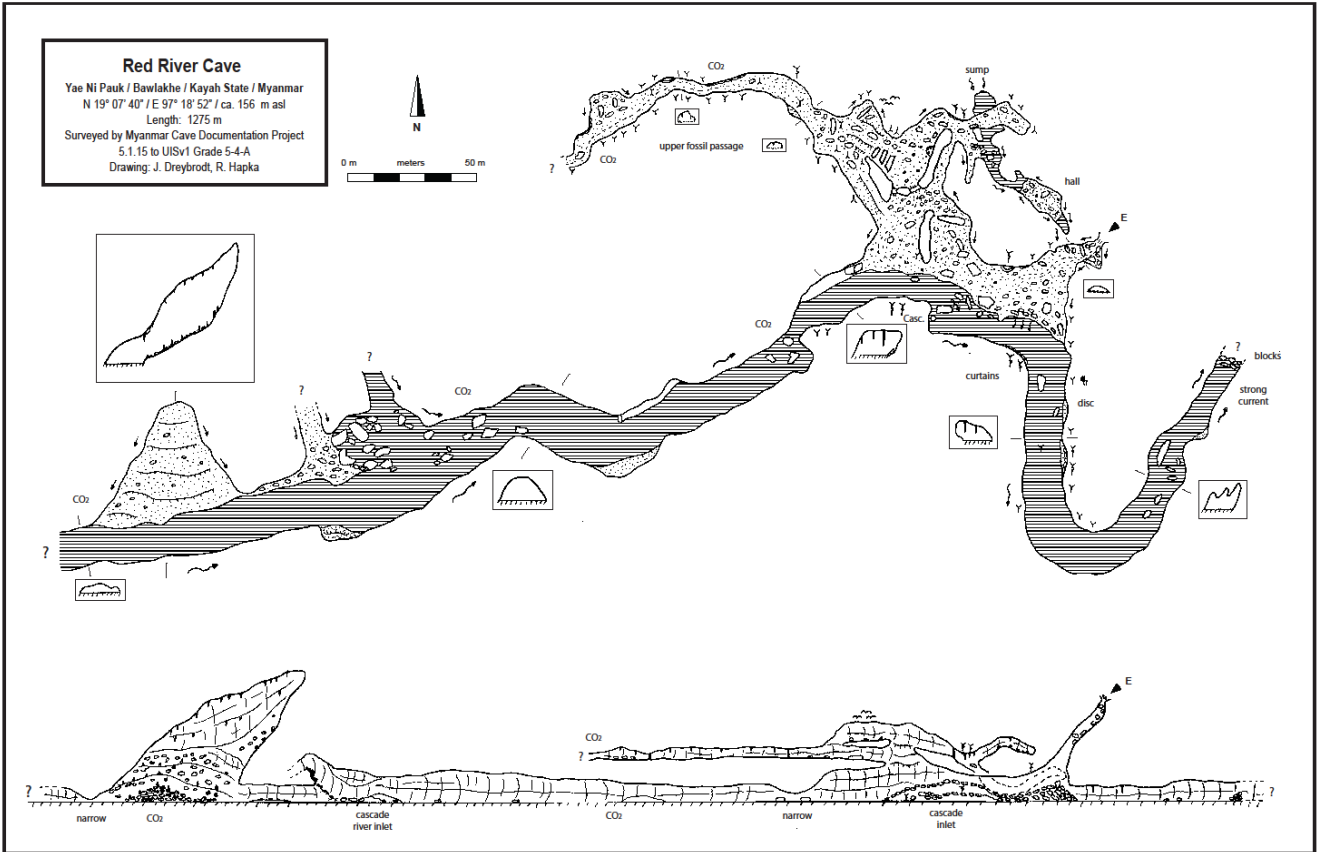 Red River Cave
Yae Ni Pauk / Bawlakhe / Kayah State / Myanmar
N 19° 07' 40" / E 97° 18' 52" / ca. 156 m asl
Length: 1275 m
Surveyed by Myanmar Cave Documentation Project
5.1.15 to UISv1 Grade 5-4-A
Drawing: J. Dreybrodt, R. Hapka
N
0 m meters 50 m
CO2
sump
upper fossil passage
CO2
?
hall
E
CO2
Casc.
?
blocks
strong
current
curtains
disc
?
CO2
?
CO2
?
E
CO2
?
?
?
narrow
CO2
cascade
river inlet
CO2
narrow
cascade
inlet